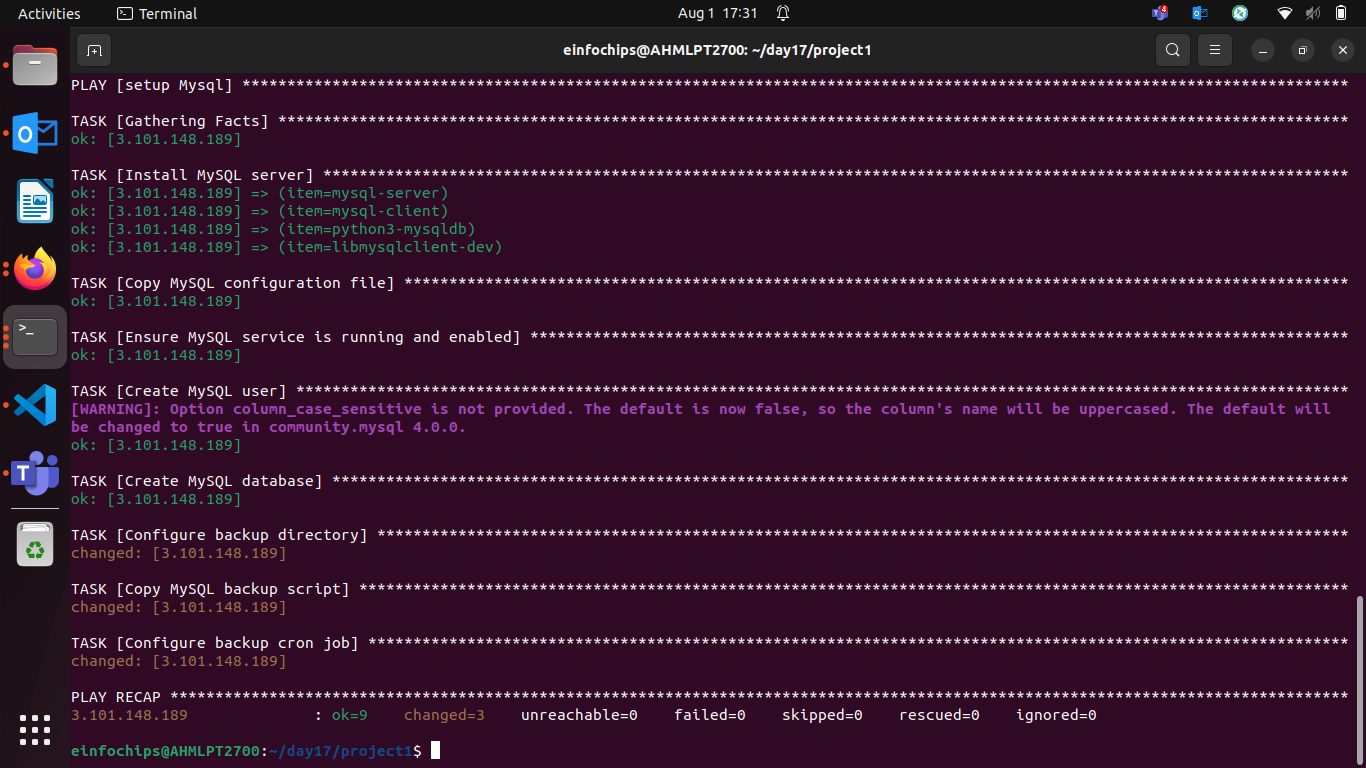 Activities
Terminal
Aug 1 17:31
4
einfochips@AHMLPT2700: ~/day17/project1
PLAY [setup Mysql] ***************************************************************************************************************************
TASK [Gathering Facts] ***********************************************************************************************************************
ok: [3.101.148.189]
TASK [Install MySQL server] ******************************************************************************************************************
ok: [3.101.148.189] => (item=mysql-server)
ok: [3.101.148.189] => (item=mysql-client)
ok: [3.101.148.189] => (item=python3-mysqldb)
ok: [3.101.148.189] => (item=libmysqlclient-dev)
TASK [Copy MySQL configuration file] *********************************************************************************************************
ok: [3.101.148.189]
TASK [Ensure MySQL service is running and enabled] *******************************************************************************************
ok: [3.101.148.189]
TASK [Create MySQL user] *********************************************************************************************************************
[WARNING]: Option column_case_sensitive is not provided. The default is now false, so the column's name will be uppercased. The default will
be changed to true in community.mysql 4.0.0.
ok: [3.101.148.189]
TASK [Create MySQL database] *****************************************************************************************************************
ok: [3.101.148.189]
TASK [Configure backup directory] ************************************************************************************************************
changed: [3.101.148.189]
TASK [Copy MySQL backup script] **************************************************************************************************************
changed: [3.101.148.189]
TASK [Configure backup cron job] *************************************************************************************************************
changed: [3.101.148.189]
PLAY RECAP ***********************************************************************************************************************************
3.101.148.189 : ok=9 changed=3 unreachable=0 failed=0 skipped=0 rescued=0 ignored=0
einfochips@AHMLPT2700:~/day17/project1$